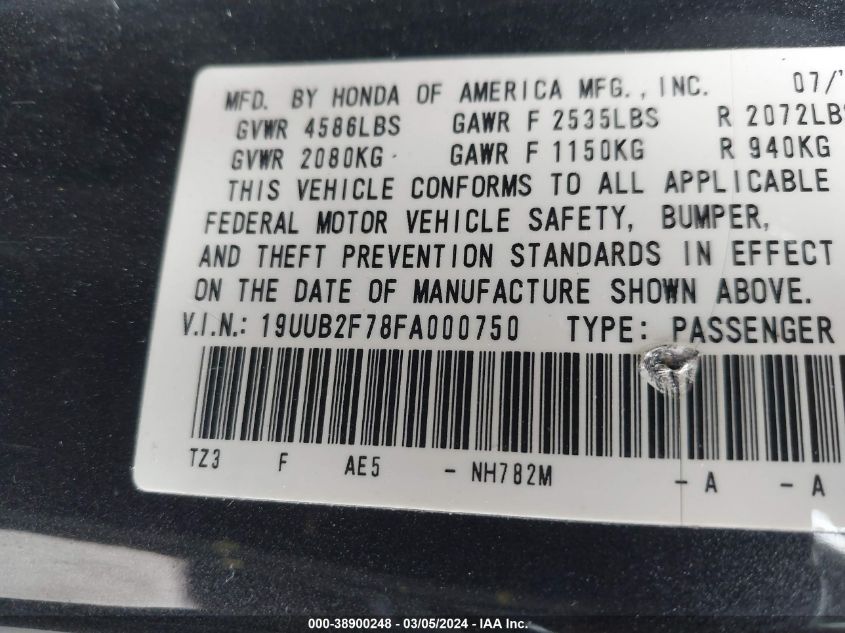 MFD. BY HONDA OF AMERICA MFG., INC. 07/
GVWR 4586LBS GAWR F 2535LBS R 2072LBS
GVWR 2080KG GAWR F 1150KG R 940KG
THIS VEHICLE CONFORMS TO ALL APPLICABLE
FEDERAL MOTOR VEHICLE SAFETY, BUMPER,
AND THEFT PREVENTION STANDARDS IN EFFECT
ON THE DATE OF MANUFACTURE SHOWN ABOVE.
V.I.N.: 19UUB2F78FA000750 TYPE: PASSENGER
TZ3 F AE5 - NH782M - A - A
000-38900248 - 03/05/2024 - IAA Inc.